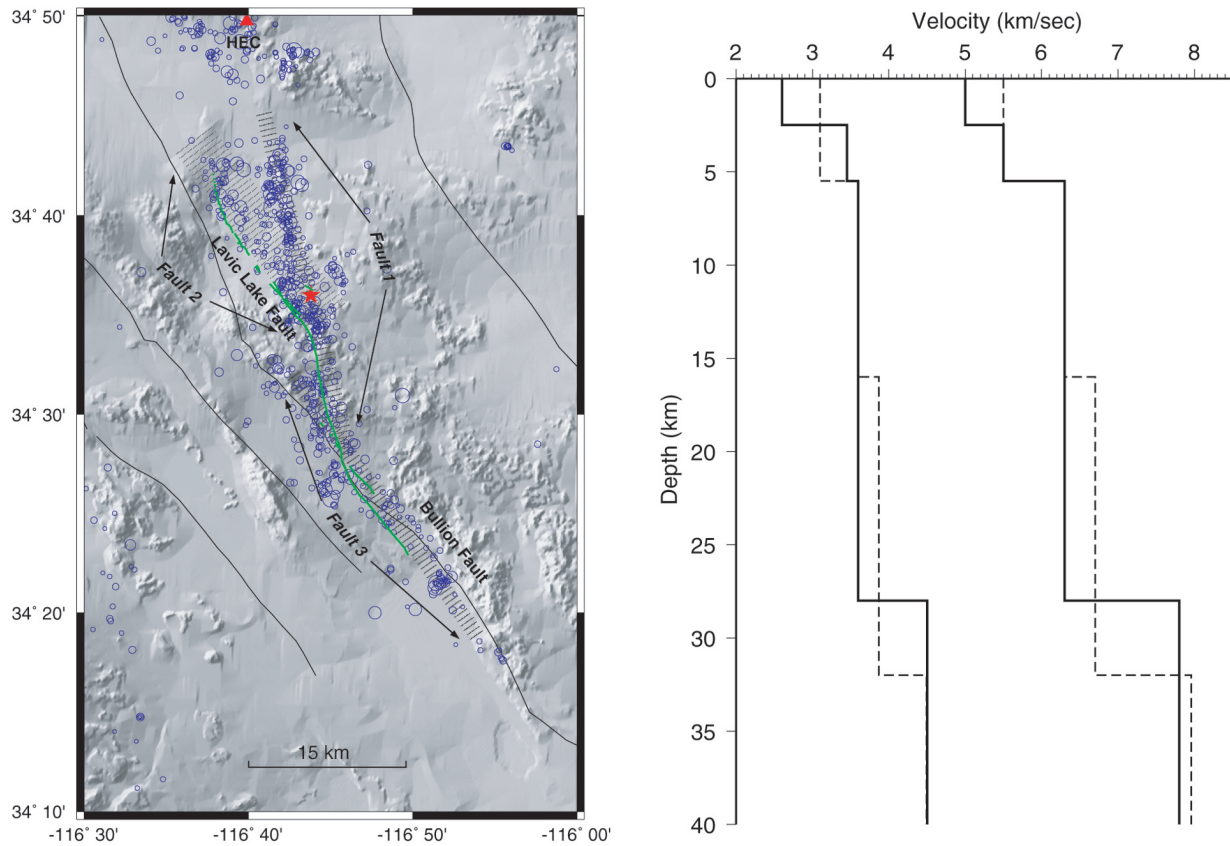 34° 50'
34° 40'
34° 30'
34° 20'
34° 10'
-116° 30'
-116° 40'
-116° 50'
-116° 00'
HEC
Fault 1
Fault 2
Lavic Lake Fault
Fault 3
Bullion Fault
15 km
Velocity (km/sec)
2 3 4 5 6 7 8
Depth (km)
0
5
10
15
20
25
30
35
40